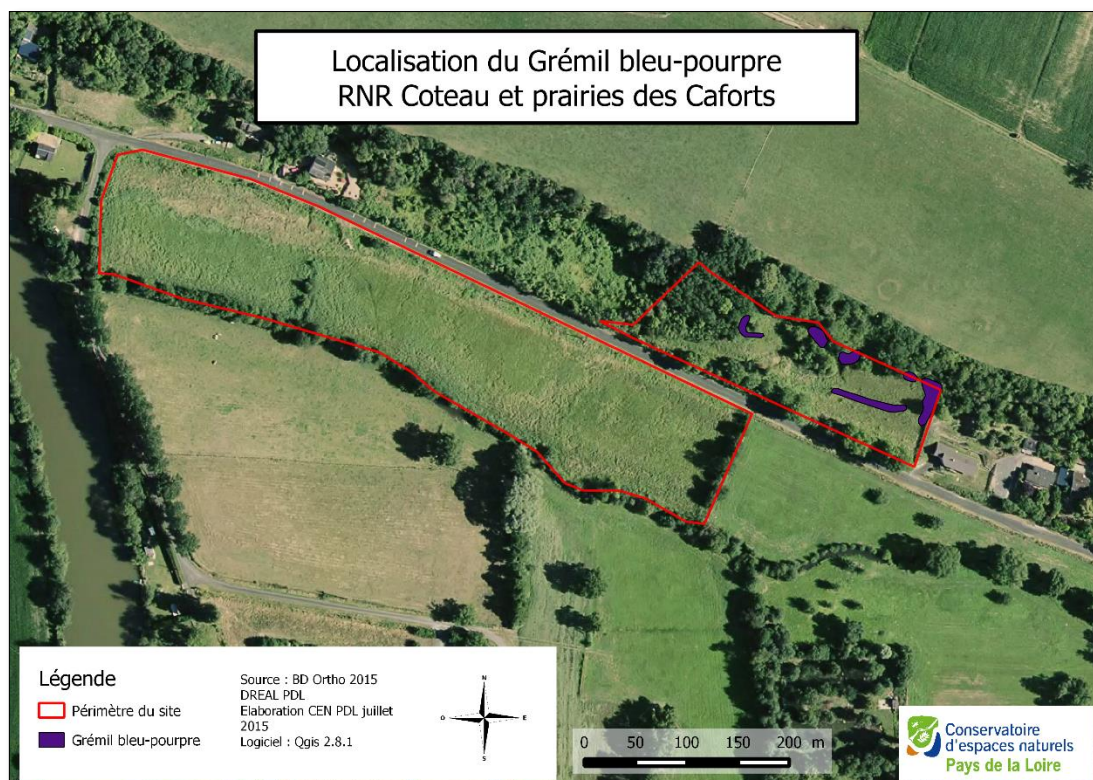 Localisation du Grémil bleu-pourpre
RNR Coteau et prairies des Caforts
Légende
Périmètre du site
Grémil bleu-pourpre
Source : BD Ortho 2015
DREAL PDL
Elaboration CEN PDL juillet
2015
Logiciel : Qgis 2.8.1
N
O
E
S
0 50 100 150 200 m
Conservatoire
d'espaces naturels
Pays de la Loire